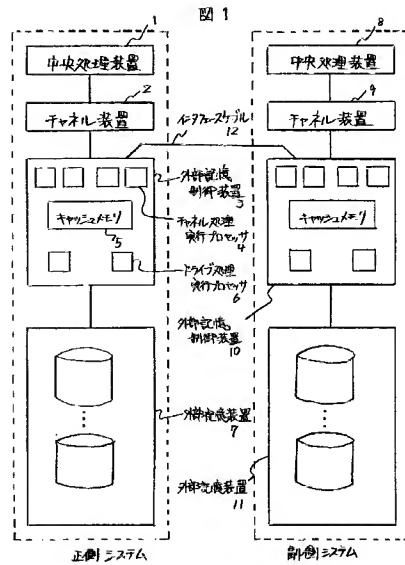 図1
1
中央処理装置
2
チャネル装置
インタフェースケーブル
12
外部記憶
制御装置
3
チャネル処理
実行プロセッサ
4
キャッシュメモリ
5
ドライブ処理
実行プロセッサ
6
外部記憶装置
7
正側システム
8
中央処理装置
9
チャネル装置
キャッシュメモリ
外部記憶
制御装置
10
外部記憶装置
11
副側システム